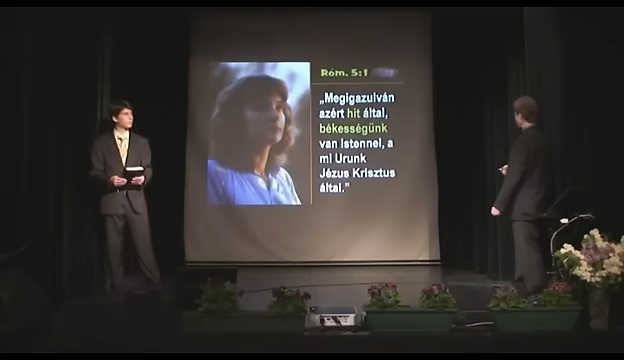 Róm. 5:1
„Megigazulván
azért hit által,
békességünk
van Istennel, a
mi Urunk
Jézus Krisztus
által.”